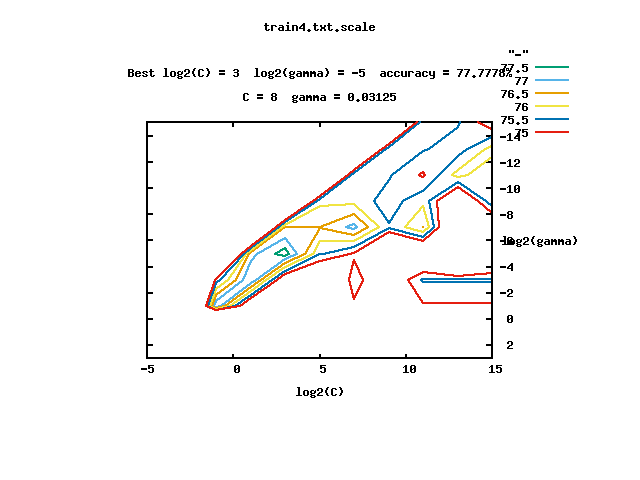 train4.txt.scale
"-"
Best log2(C) = 3  log2(gamma) = -5  accuracy = 77.7778%
77.5
77
C = 8  gamma = 0.03125
76.5
76
75.5
75
-14
-12
-10
-8
-6
log2(gamma)
-4
-2
0
2
-5 0 5 10 15
log2(C)